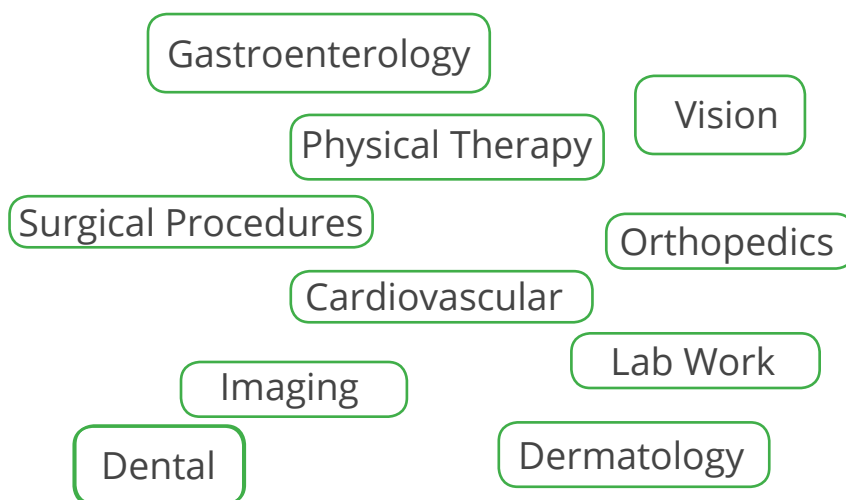 Gastroenterology
Vision
Physical Therapy
Surgical Procedures
Orthopedics
Cardiovascular
Lab Work
Imaging
Dental
Dermatology